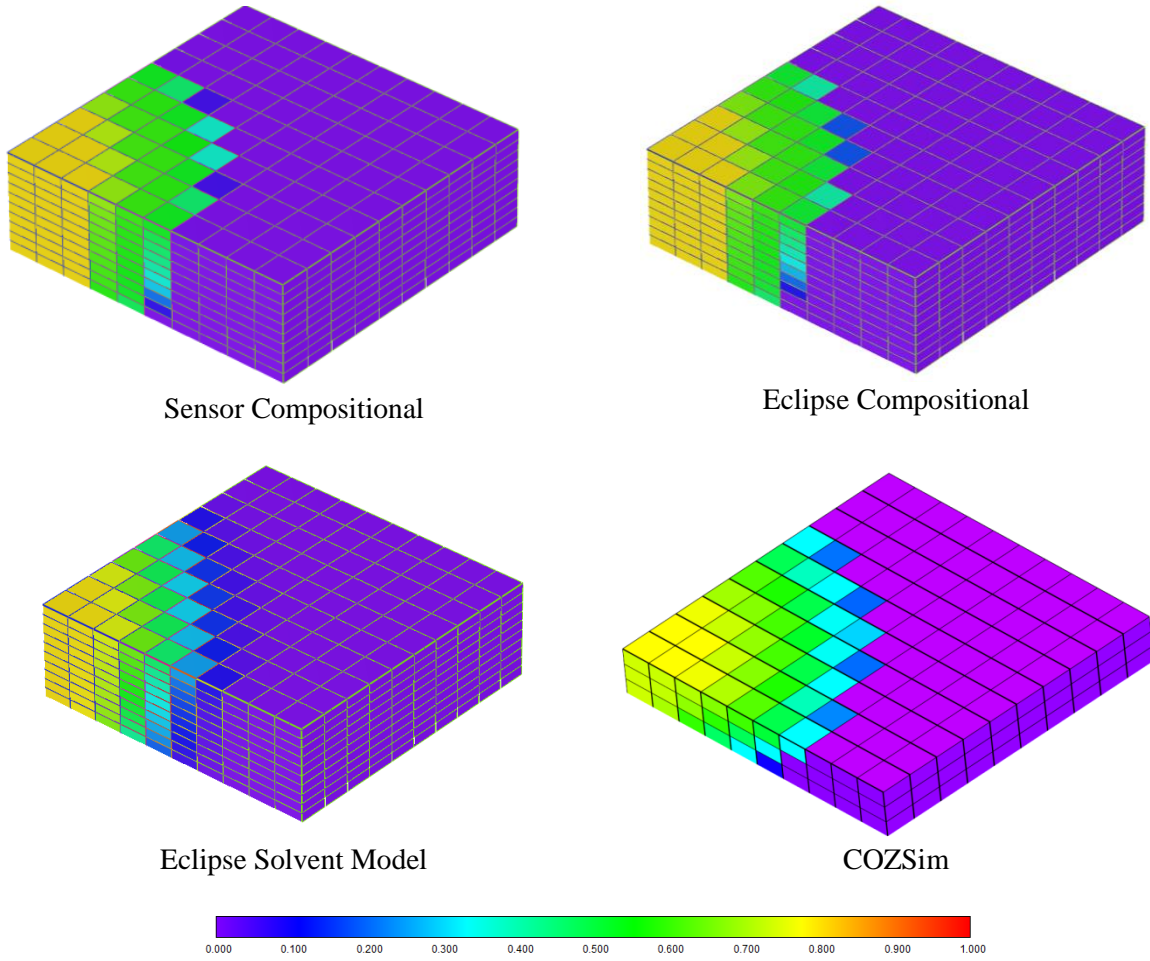 Sensor Compositional
Eclipse Compositional
Eclipse Solvent Model
COZSim
0.000 0.100 0.200 0.300 0.400 0.500 0.600 0.700 0.800 0.900 1.000